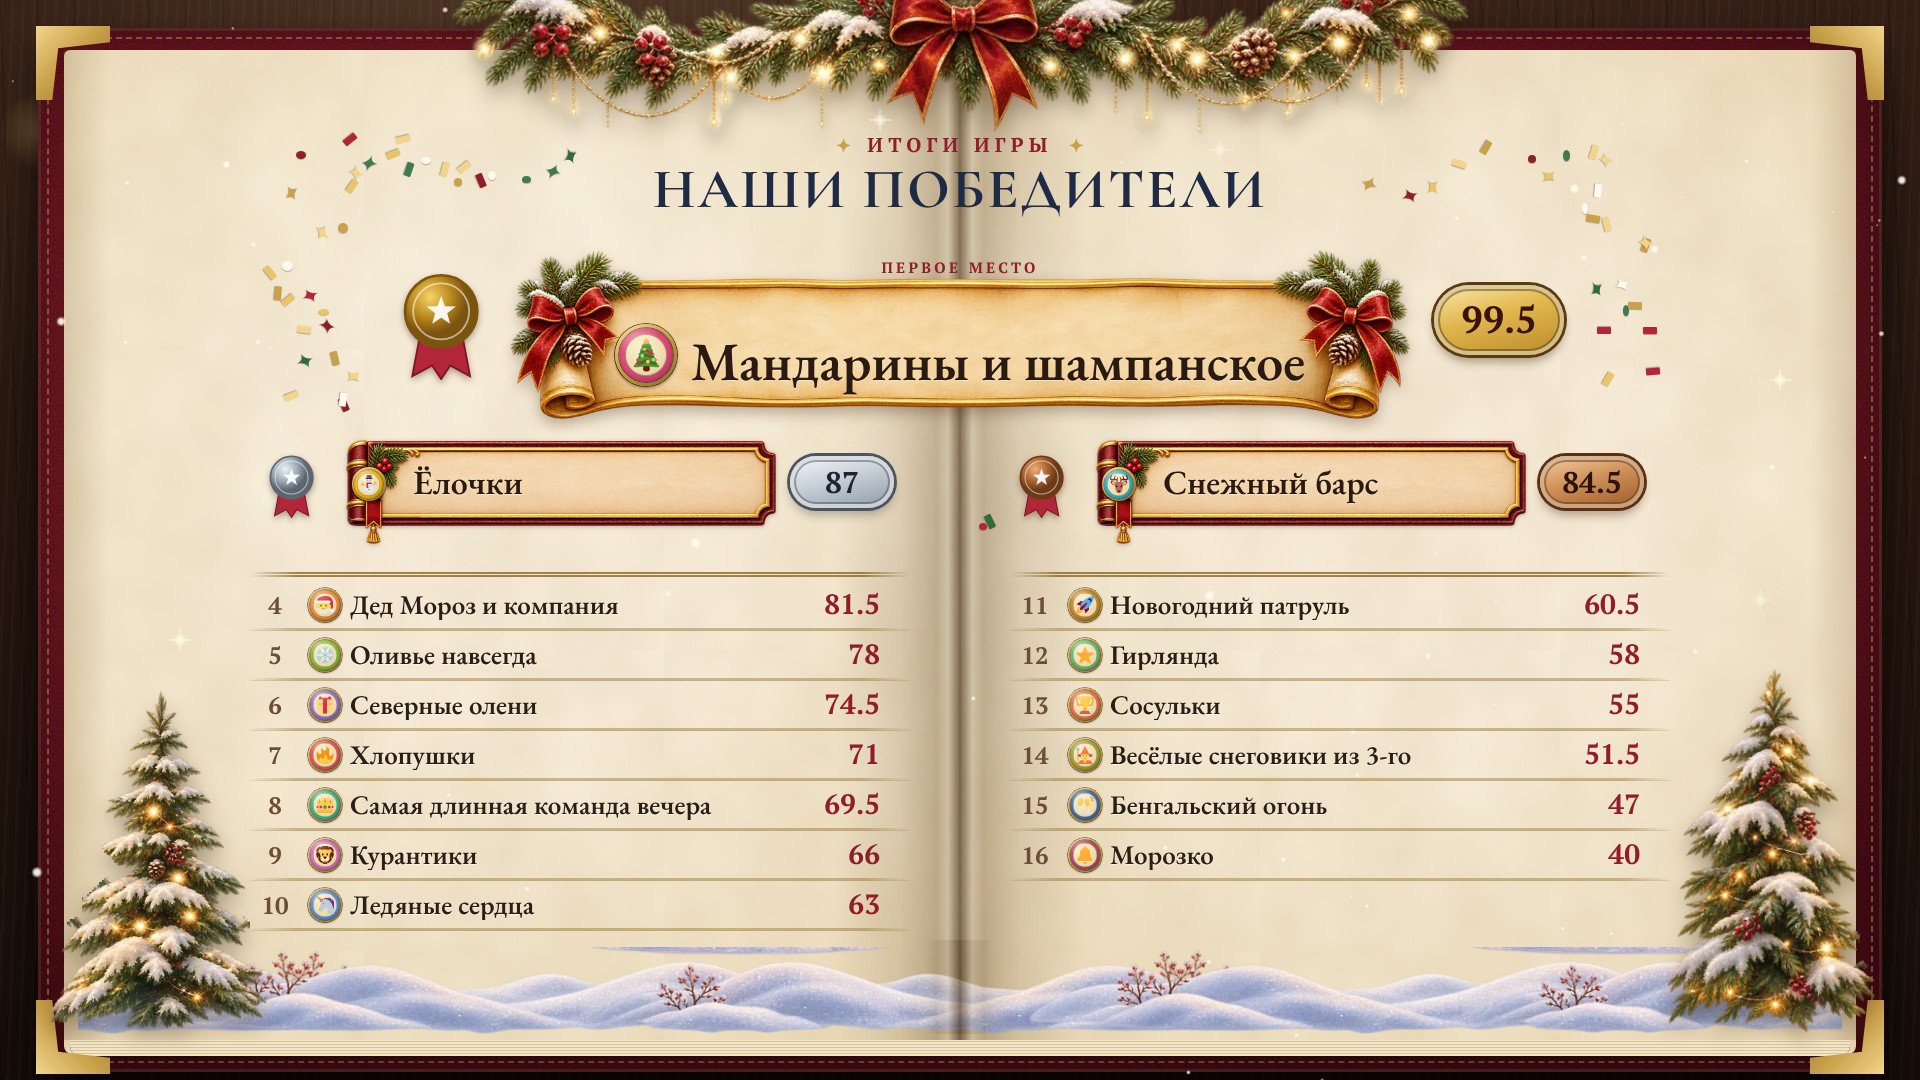 ИТОГИ ИГРЫ
НАШИ ПОБЕДИТЕЛИ
ПЕРВОЕ МЕСТО
Мандарины и шампанское 99.5
Ёлочки 87
Снежный барс 84.5
4 Дед Мороз и компания 81.5
5 Оливье навсегда 78
6 Северные олени 74.5
7 Хлопушки 71
8 Самая длинная команда вечера 69.5
9 Курантики 66
10 Ледяные сердца 63
11 Новогодний патруль 60.5
12 Гирлянда 58
13 Сосульки 55
14 Весёлые снеговики из 3-го 51.5
15 Бенгальский огонь 47
16 Морозко 40